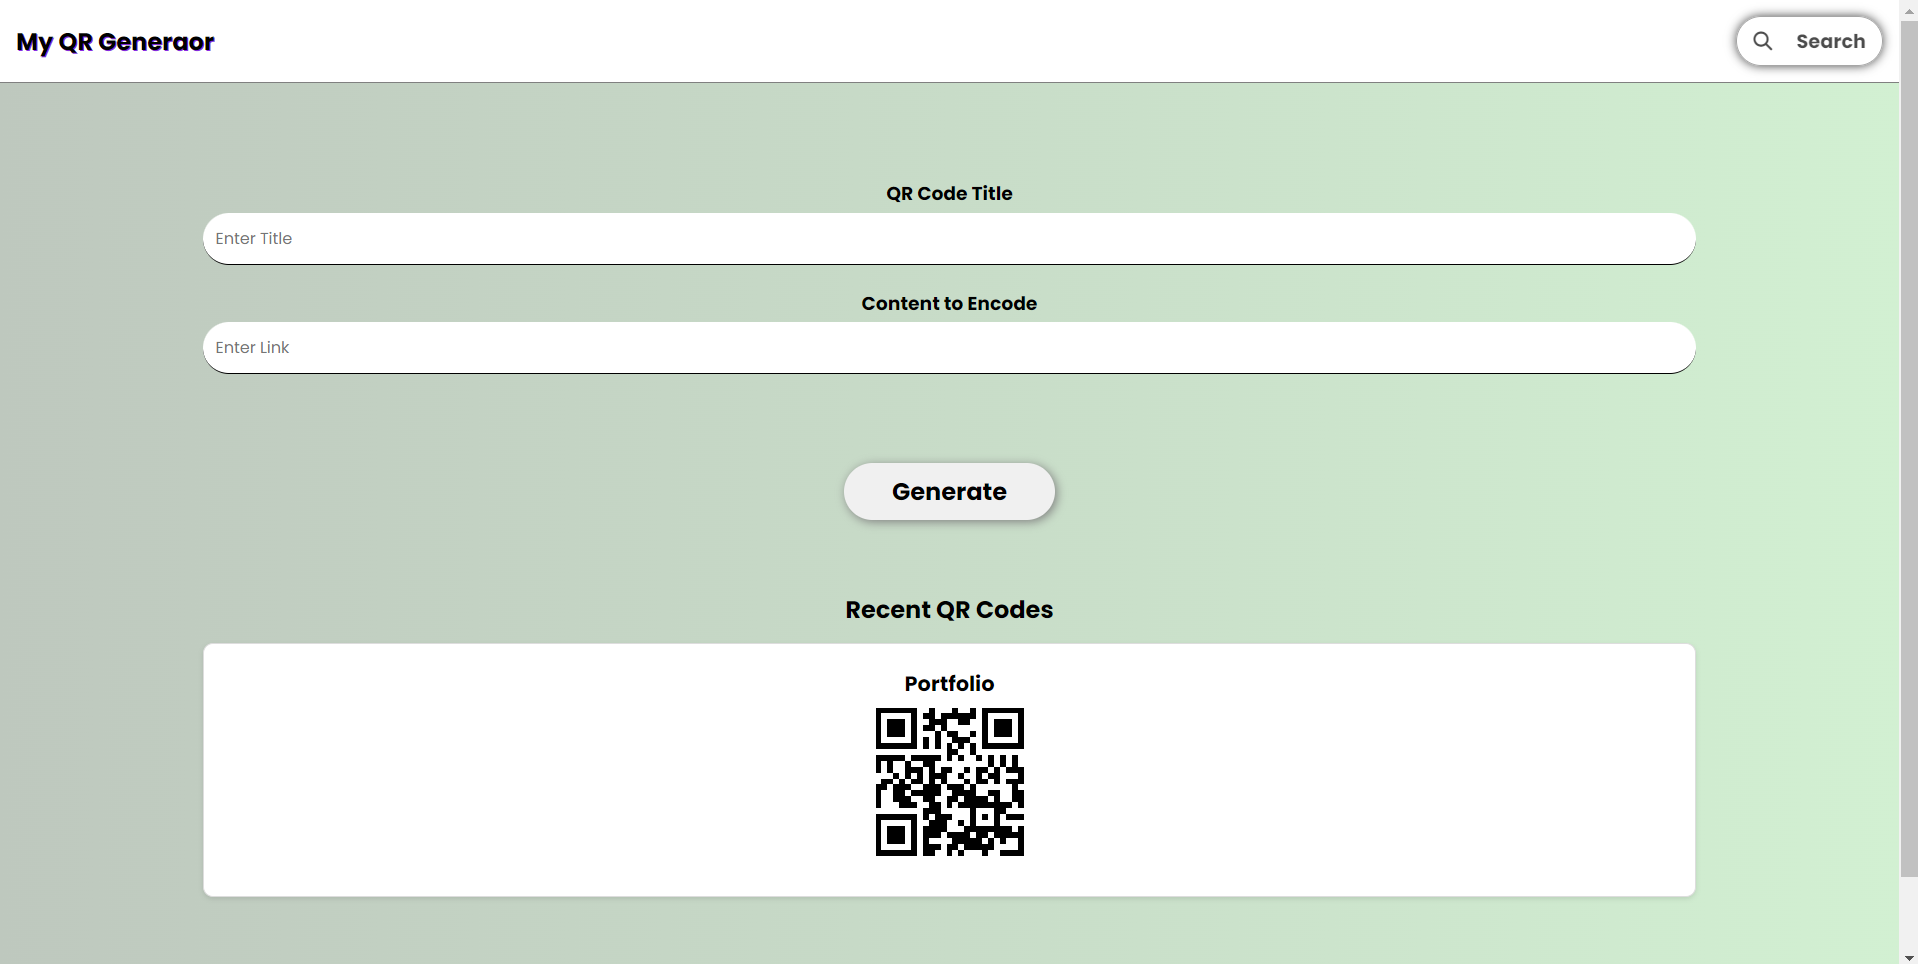 My QR Generaor
Search
QR Code Title
Enter Title
Content to Encode
Enter Link
Generate
Recent QR Codes
Portfolio